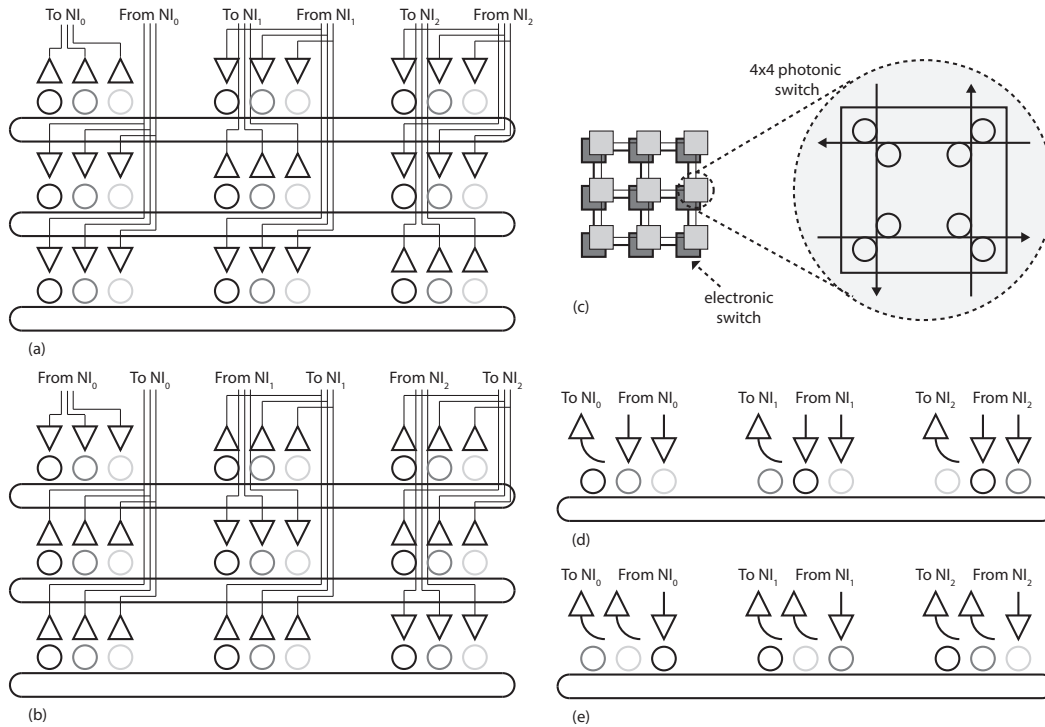 To NI0 From NI0 To NI1 From NI1 To NI2 From NI2
(a)
From NI0 To NI0 From NI1 To NI1 From NI2 To NI2
(b)
4x4 photonic
switch
electronic
switch
(c)
To NI0 From NI0 To NI1 From NI1 To NI2 From NI2
(d)
To NI0 From NI0 To NI1 From NI1 To NI2 From NI2
(e)